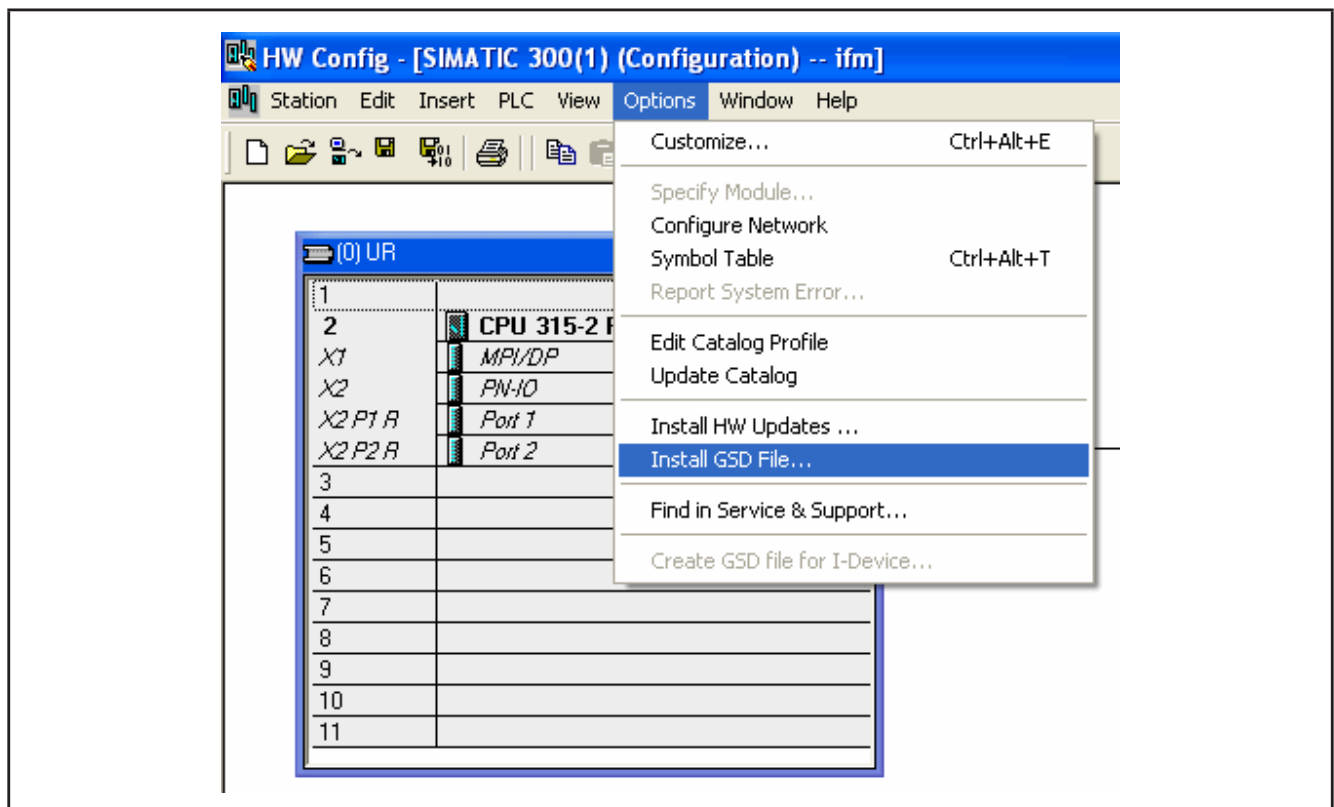 HW Config - [SIMATIC 300(1) (Configuration) -- ifm]
Station Edit Insert PLC View Options Window Help
Customize... Ctrl+Alt+E
Specify Module...
Configure Network
Symbol Table Ctrl+Alt+T
Report System Error...
Edit Catalog Profile
Update Catalog
Install HW Updates ...
Install GSD File...
Find in Service & Support...
Create GSD file for I-Device...
(0) UR
1
2 CPU 315-2
X1 MPI/DP
X2 PN-IO
X2 P1 R Port 1
X2 P2 R Port 2
3
4
5
6
7
8
9
10
11